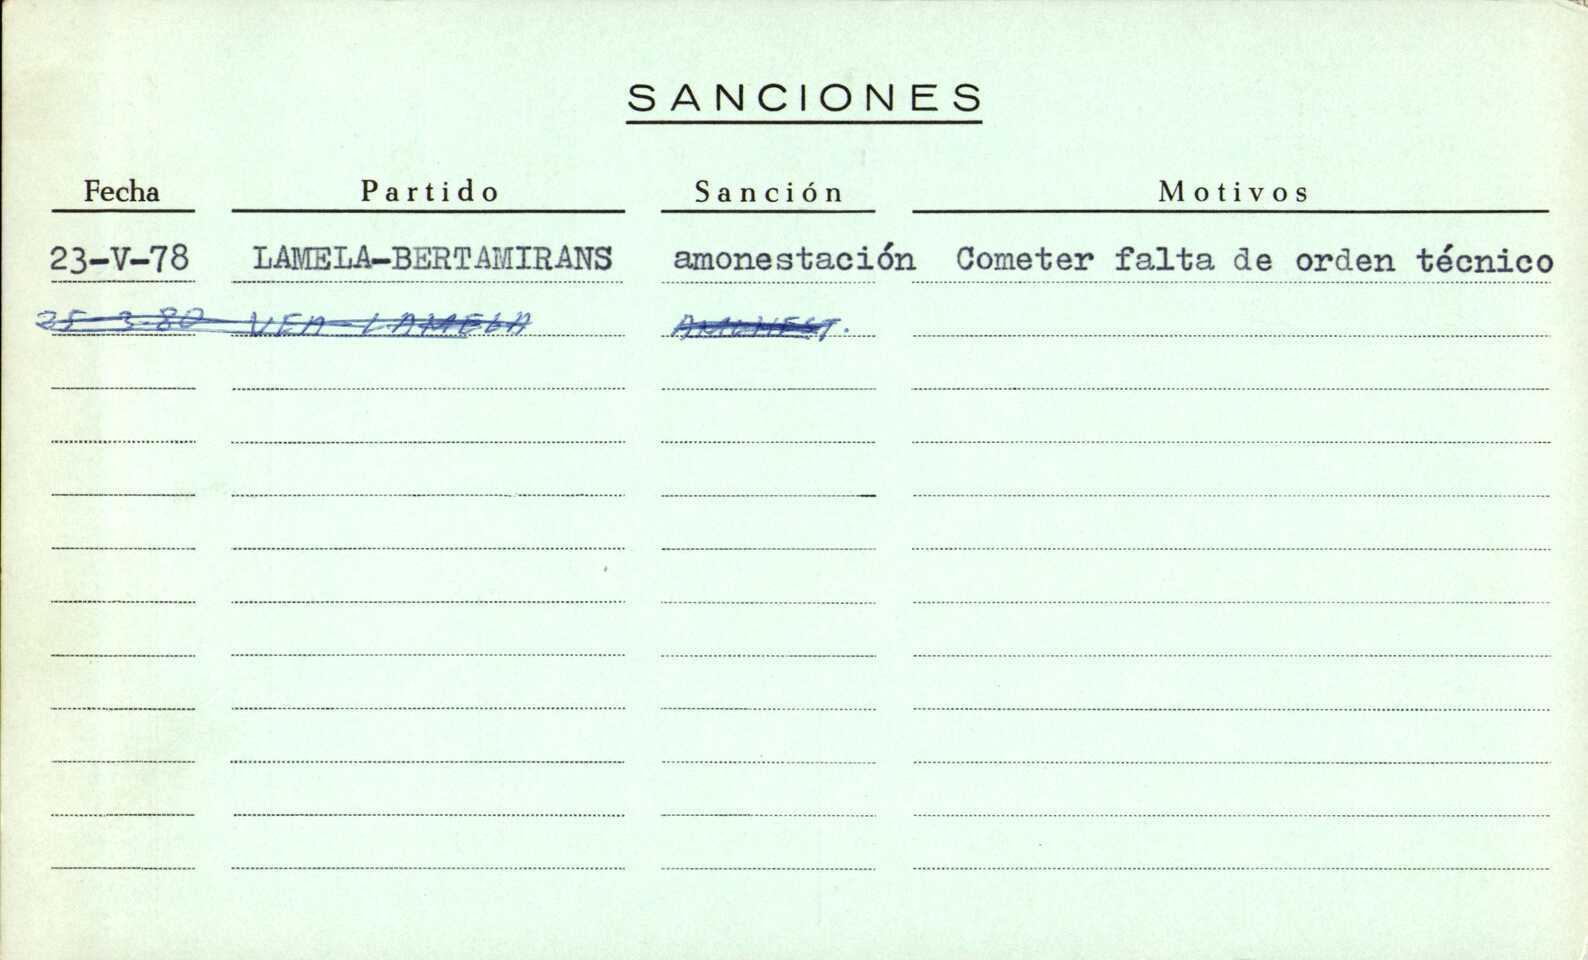 SANCIONES
Fecha Partido Sanción Motivos
23-V-78 LAMELA-BERTAMIRANS amonestación Cometer falta de orden técnico
25-3-80 VEA-LAMELA AMONEST.